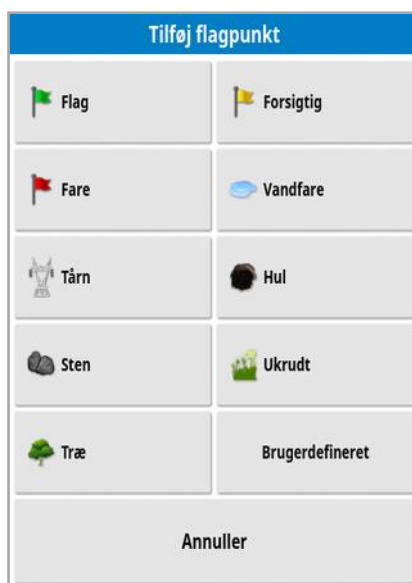 Tilføj flagpunkt
Flag
Forsigtig
Fare
Vandfare
Tårn
Hul
Sten
Ukrudt
Træ
Brugerdefineret
Annuller